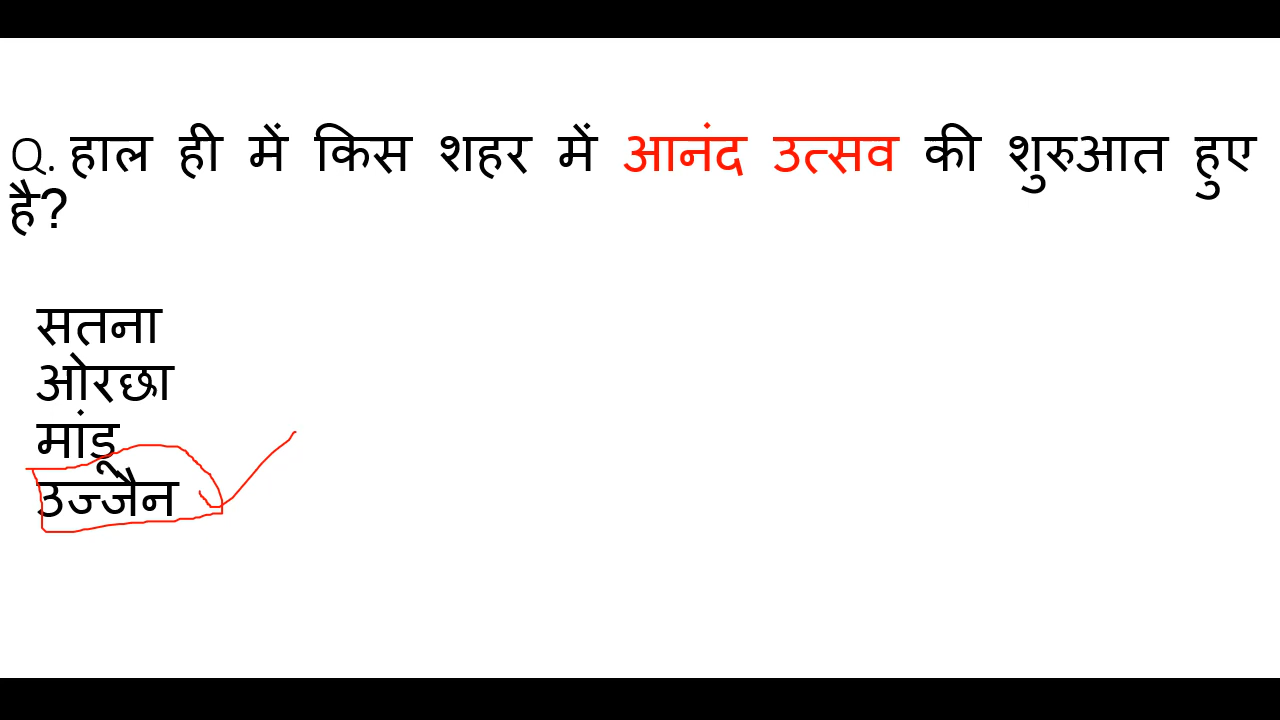 Q. हाल ही में किस शहर में आनंद उत्सव की शुरुआत हुए
है?
सतना
ओरछा
मांडू
उज्जैन